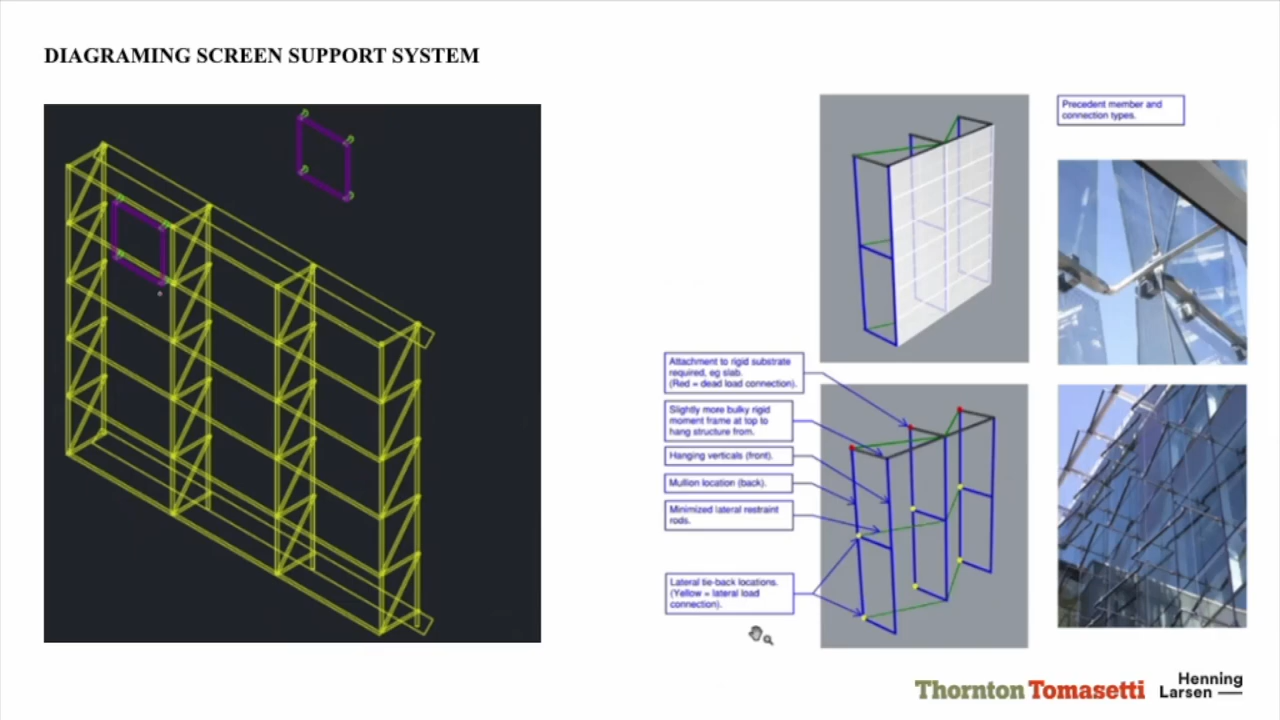 DIAGRAMING SCREEN SUPPORT SYSTEM
Precedent member and
connection types.
Attachment to rigid substrate
required, eg slab.
(Red = dead load connection).
Slightly more bulky rigid
moment frame at top to
hang structure from.
Hanging verticals (front).
Mullion location (back).
Minimized lateral restraint
rods.
Lateral tie-back locations.
(Yellow = lateral load
connection).
Thornton Tomasetti
Henning
Larsen